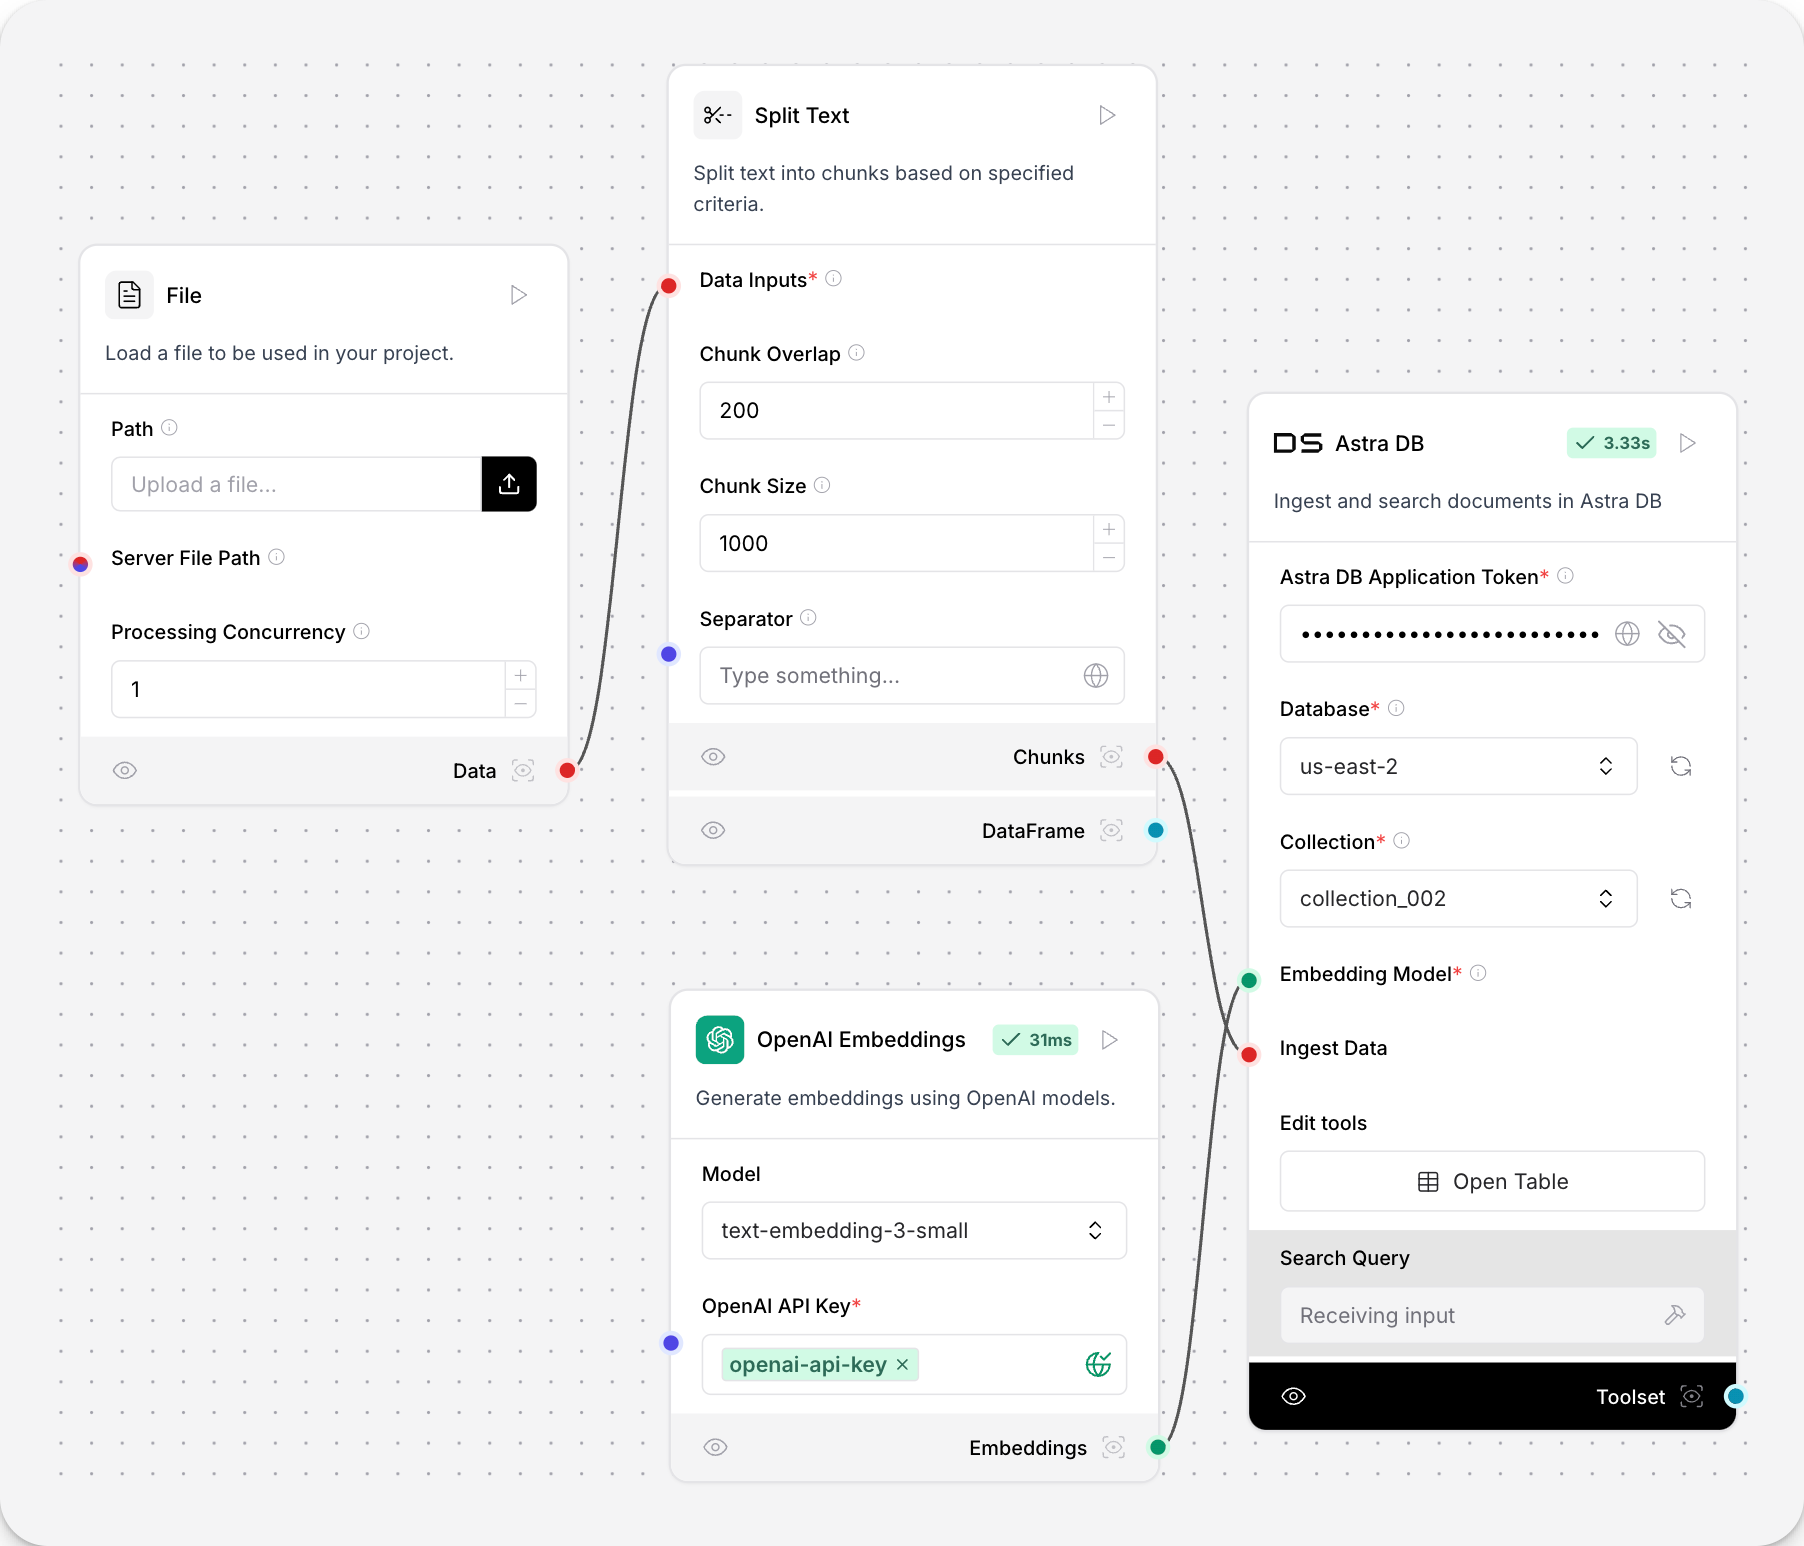 File
Load a file to be used in your project.
Path
Upload a file...
Server File Path
Processing Concurrency
1
Data
Split Text
Split text into chunks based on specified
criteria.
Data Inputs*
Chunk Overlap
200
Chunk Size
1000
Separator
Type something...
Chunks
DataFrame
OpenAI Embeddings
31ms
Generate embeddings using OpenAI models.
Model
text-embedding-3-small
OpenAI API Key*
openai-api-key
Embeddings
DS
Astra DB
3.33s
Ingest and search documents in Astra DB
Astra DB Application Token*
Database*
us-east-2
Collection*
collection_002
Embedding Model*
Ingest Data
Edit tools
Open Table
Search Query
Receiving input
Toolset